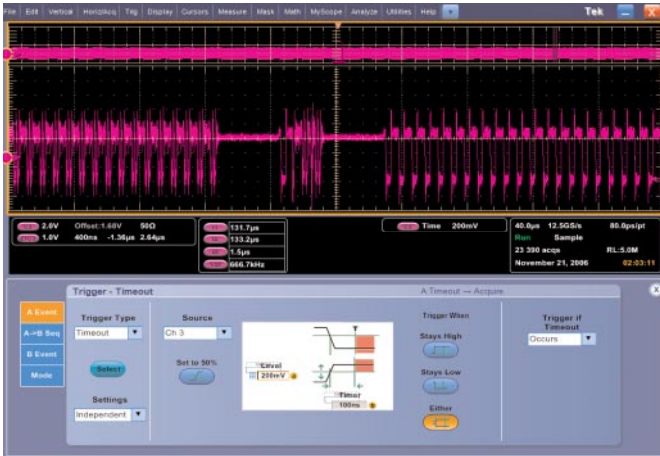 File Edit Vertical Horiz/Acq Trig Display Cursors Measure Mask Math MyScope Analyze Utilities Help Tek X
2.0V Offset:1.60V 50Ω
1.0V 400ns -1.36µs 2.64µs
131.7µs
133.2µs
1.5µs
666.7kHz
Time 200mV
40.0µs 12.5GS/s 80.0ps/pt
Run Sample
23 390 acqs RL:5.0M
November 21, 2006 02:03:11
Trigger - Timeout A:Timeout → Acquire X
A Event
A->B Seq
B Event
Mode
Trigger Type
Timeout
Select
Settings
Independent
Source
Ch 3
Set to 50%
Level
200mV
Timer
100ns
Trigger When
Stays High
Stays Low
Either
Trigger if
Timeout
Occurs